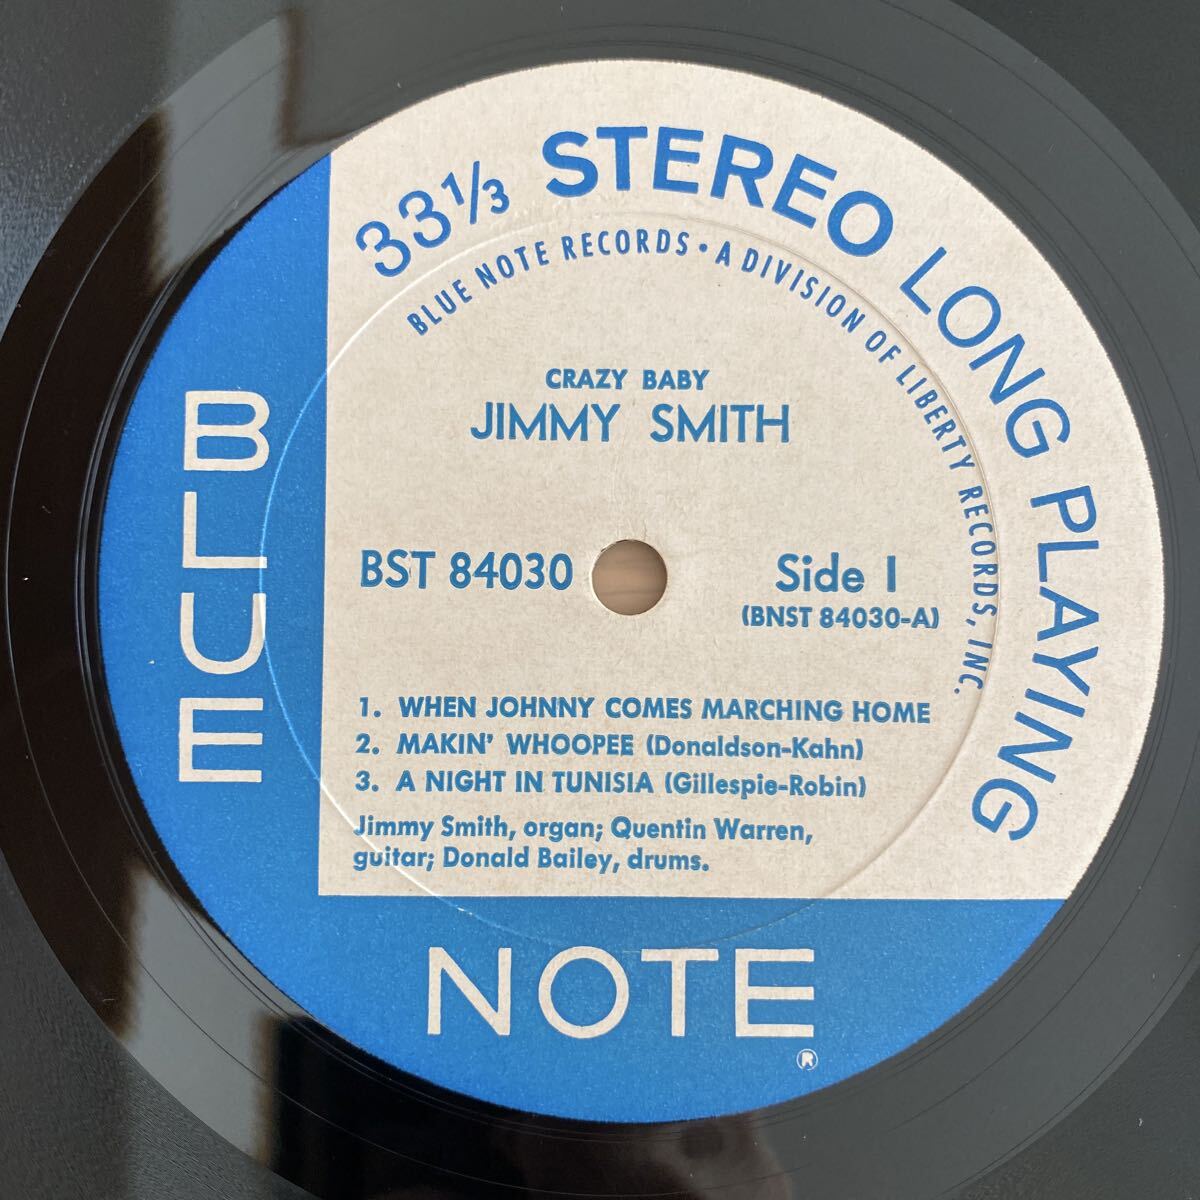 33 1/3 STEREO LONG PLAYING
BLUE NOTE RECORDS • A DIVISION OF LIBERTY RECORDS, INC.
CRAZY BABY
JIMMY SMITH
BST 84030
Side 1
(BNST 84030-A)
1. WHEN JOHNNY COMES MARCHING HOME
2. MAKIN' WHOOPEE (Donaldson-Kahn)
3. A NIGHT IN TUNISIA (Gillespie-Robin)
Jimmy Smith, organ; Quentin Warren,
guitar; Donald Bailey, drums.
BLUE
NOTE
®